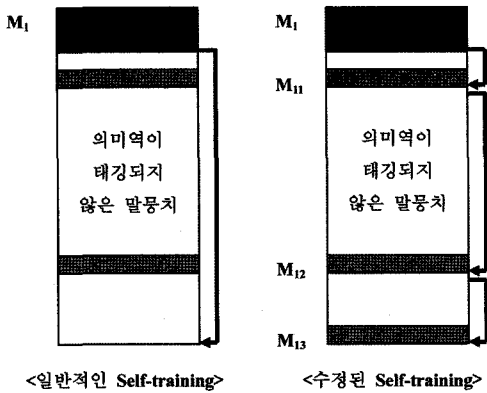 M1
의미역이
태깅되지
않은 말뭉치
<일반적인 Self-training>
M1
M11
의미역이
태깅되지
않은 말뭉치
M12
M13
<수정된 Self-training>